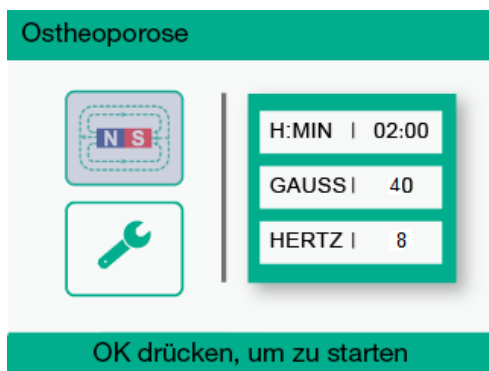 Ostheoporose
N S
H:MIN | 02:00
GAUSS | 40
HERTZ | 8
OK drücken, um zu starten